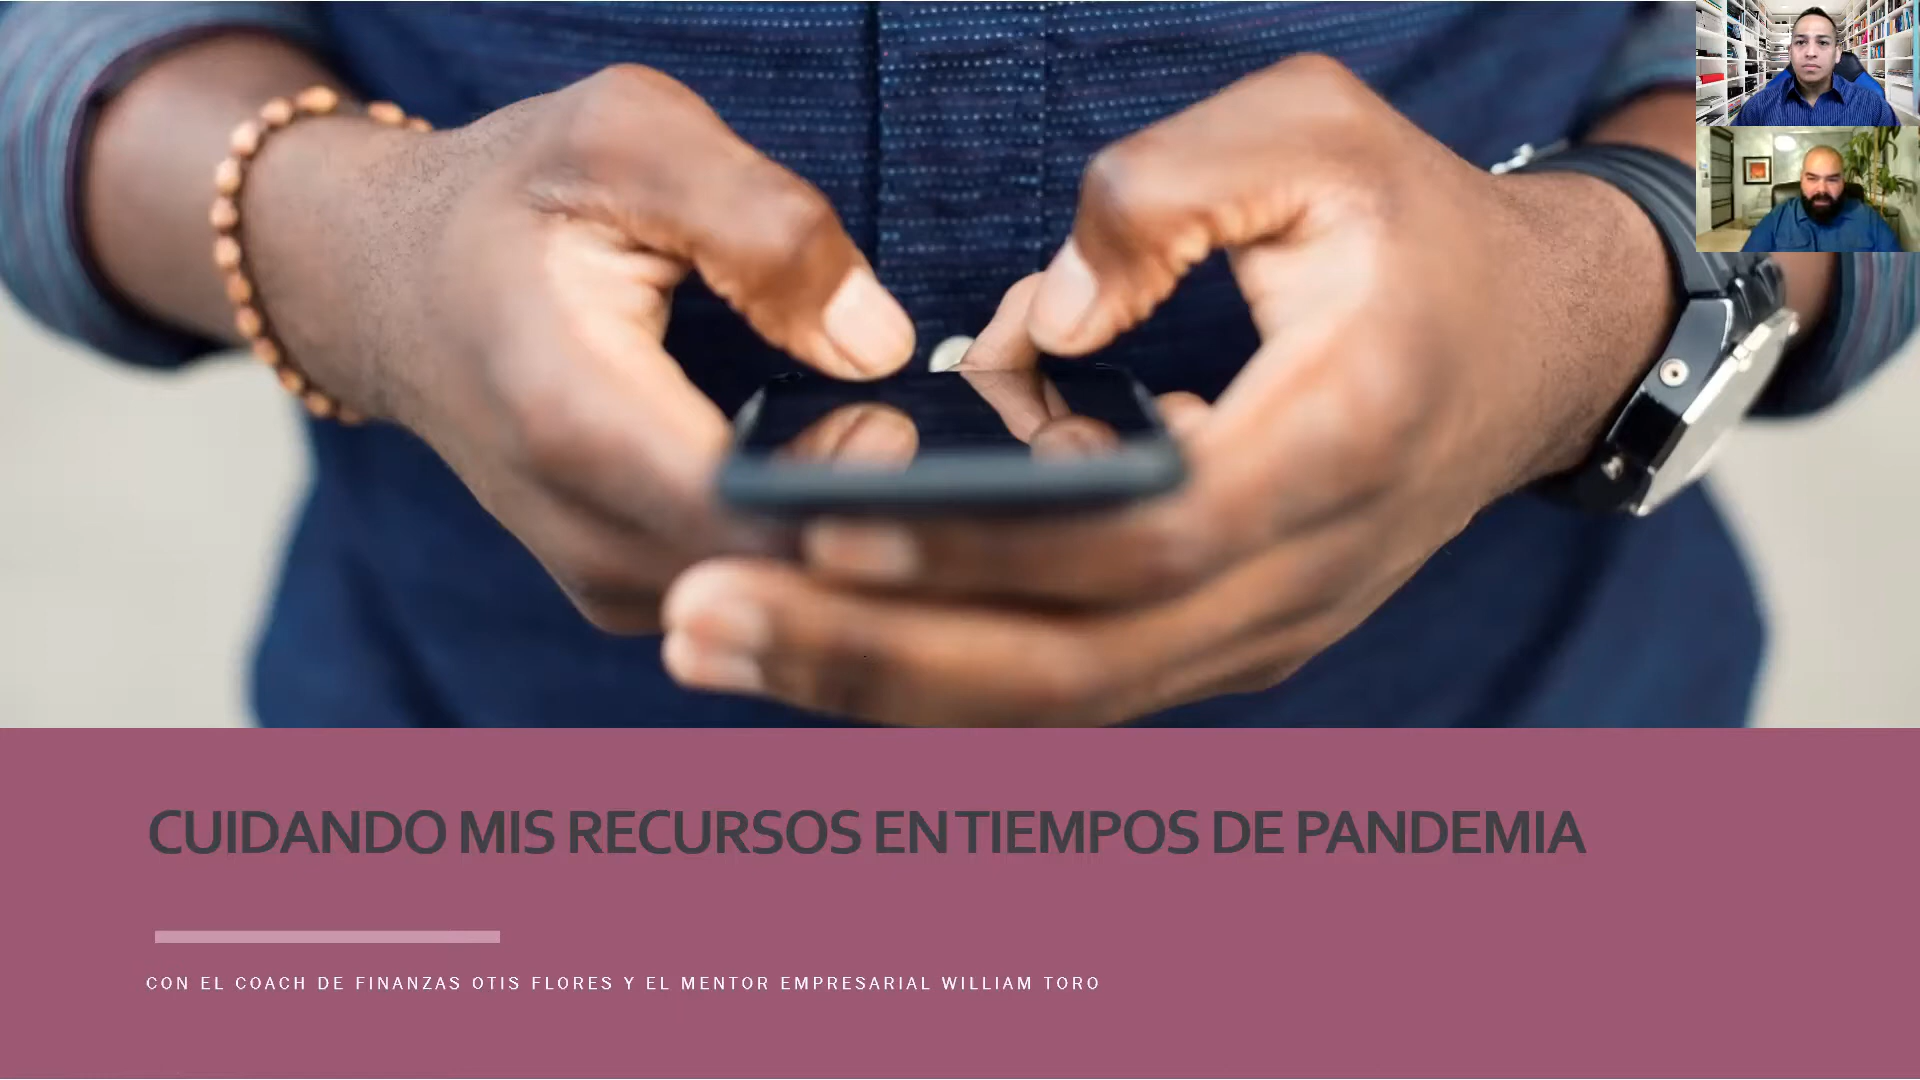 CUIDANDO MIS RECURSOS EN TIEMPOS DE PANDEMIA
CON EL COACH DE FINANZAS OTIS FLORES Y EL MENTOR EMPRESARIAL WILLIAM TORO